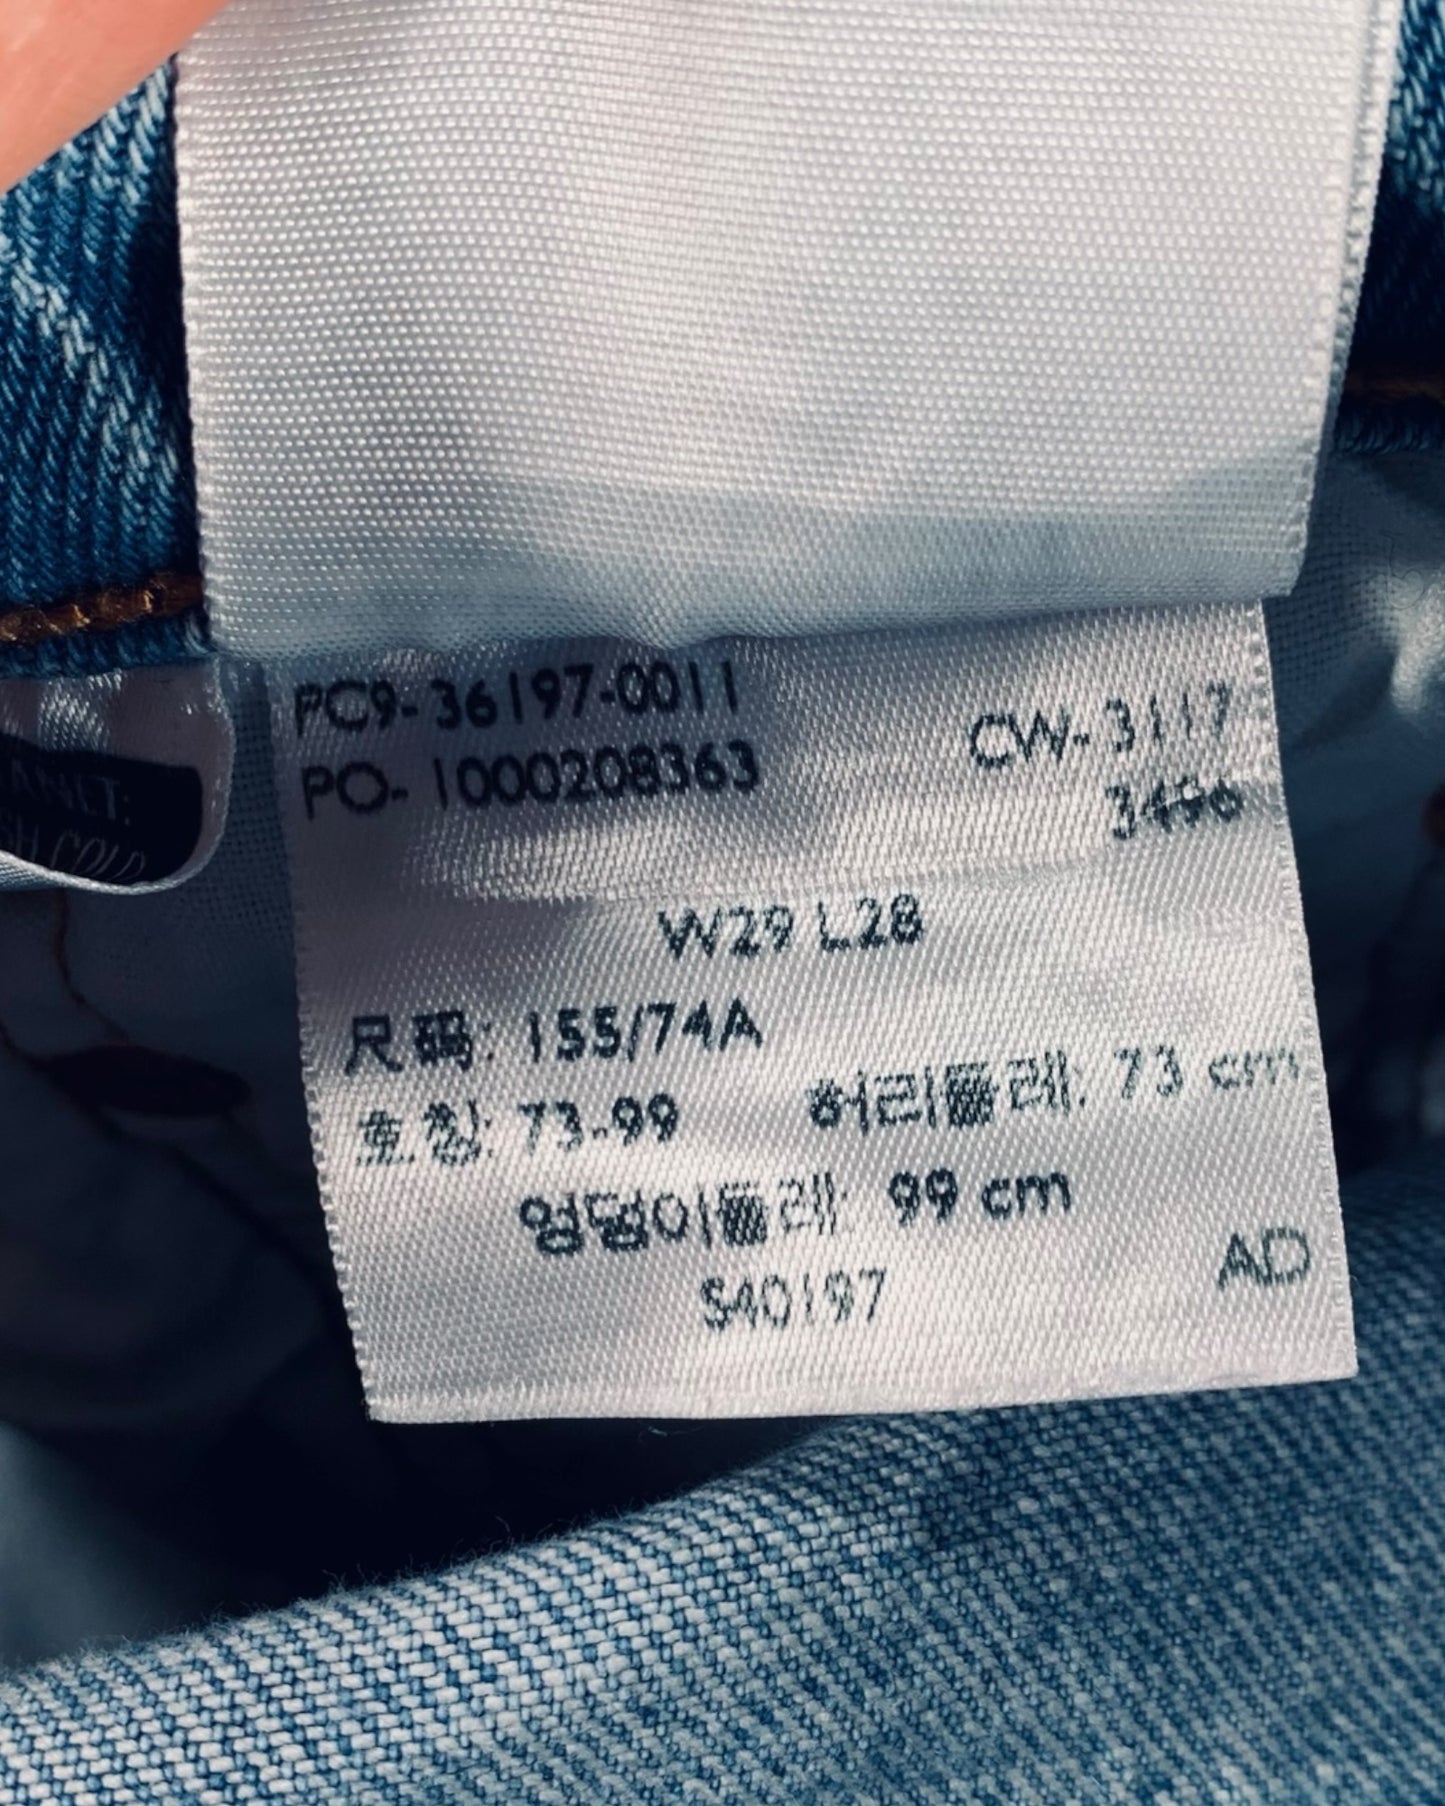 PC9-36197-0011
PO-1000208363
CW-3117
3496
W29 L28
尺码: 155/74A
호칭: 73-99 허리둘레: 73 cm
엉덩이둘레: 99 cm
S40197
AD